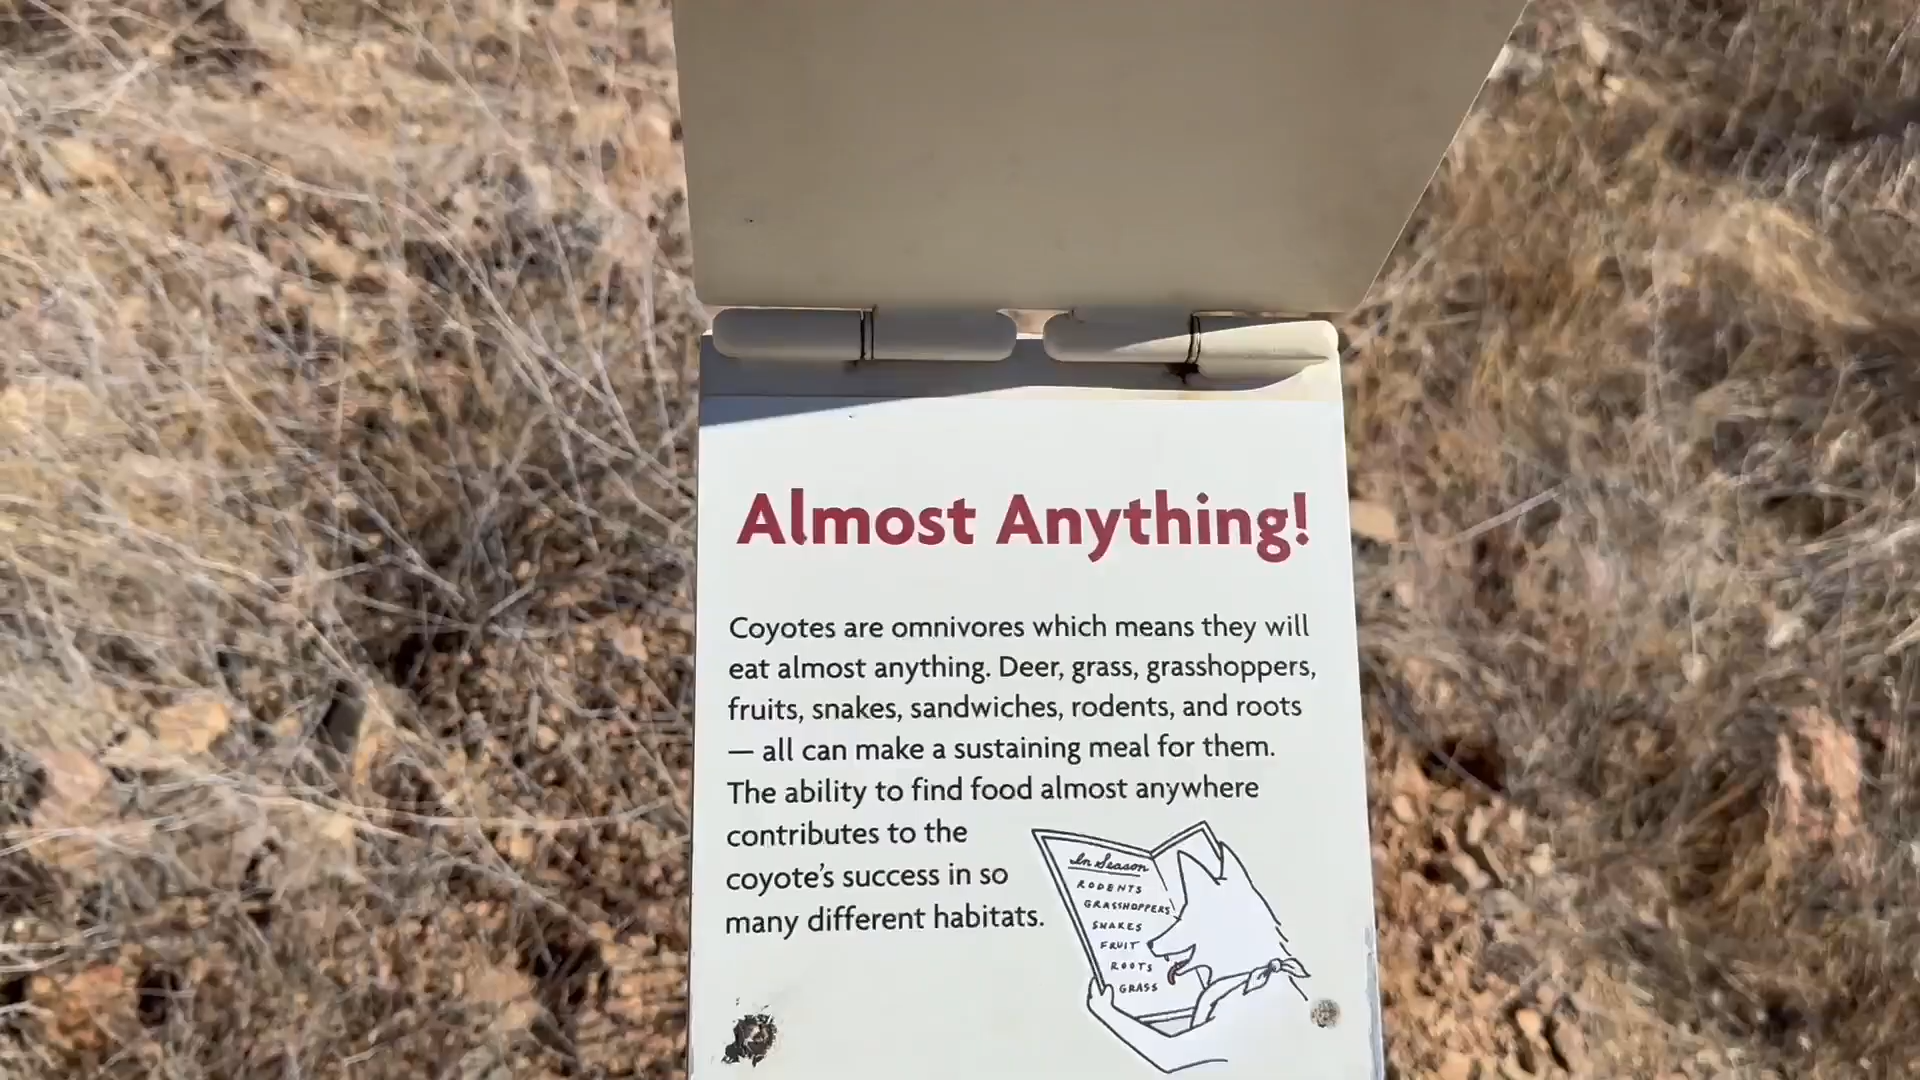 Almost Anything!
Coyotes are omnivores which means they will
eat almost anything. Deer, grass, grasshoppers,
fruits, snakes, sandwiches, rodents, and roots
— all can make a sustaining meal for them.
The ability to find food almost anywhere
contributes to the
coyote's success in so
many different habitats.
In Season
RODENTS
GRASSHOPPERS
SNAKES
FRUIT
ROOTS
GRASS